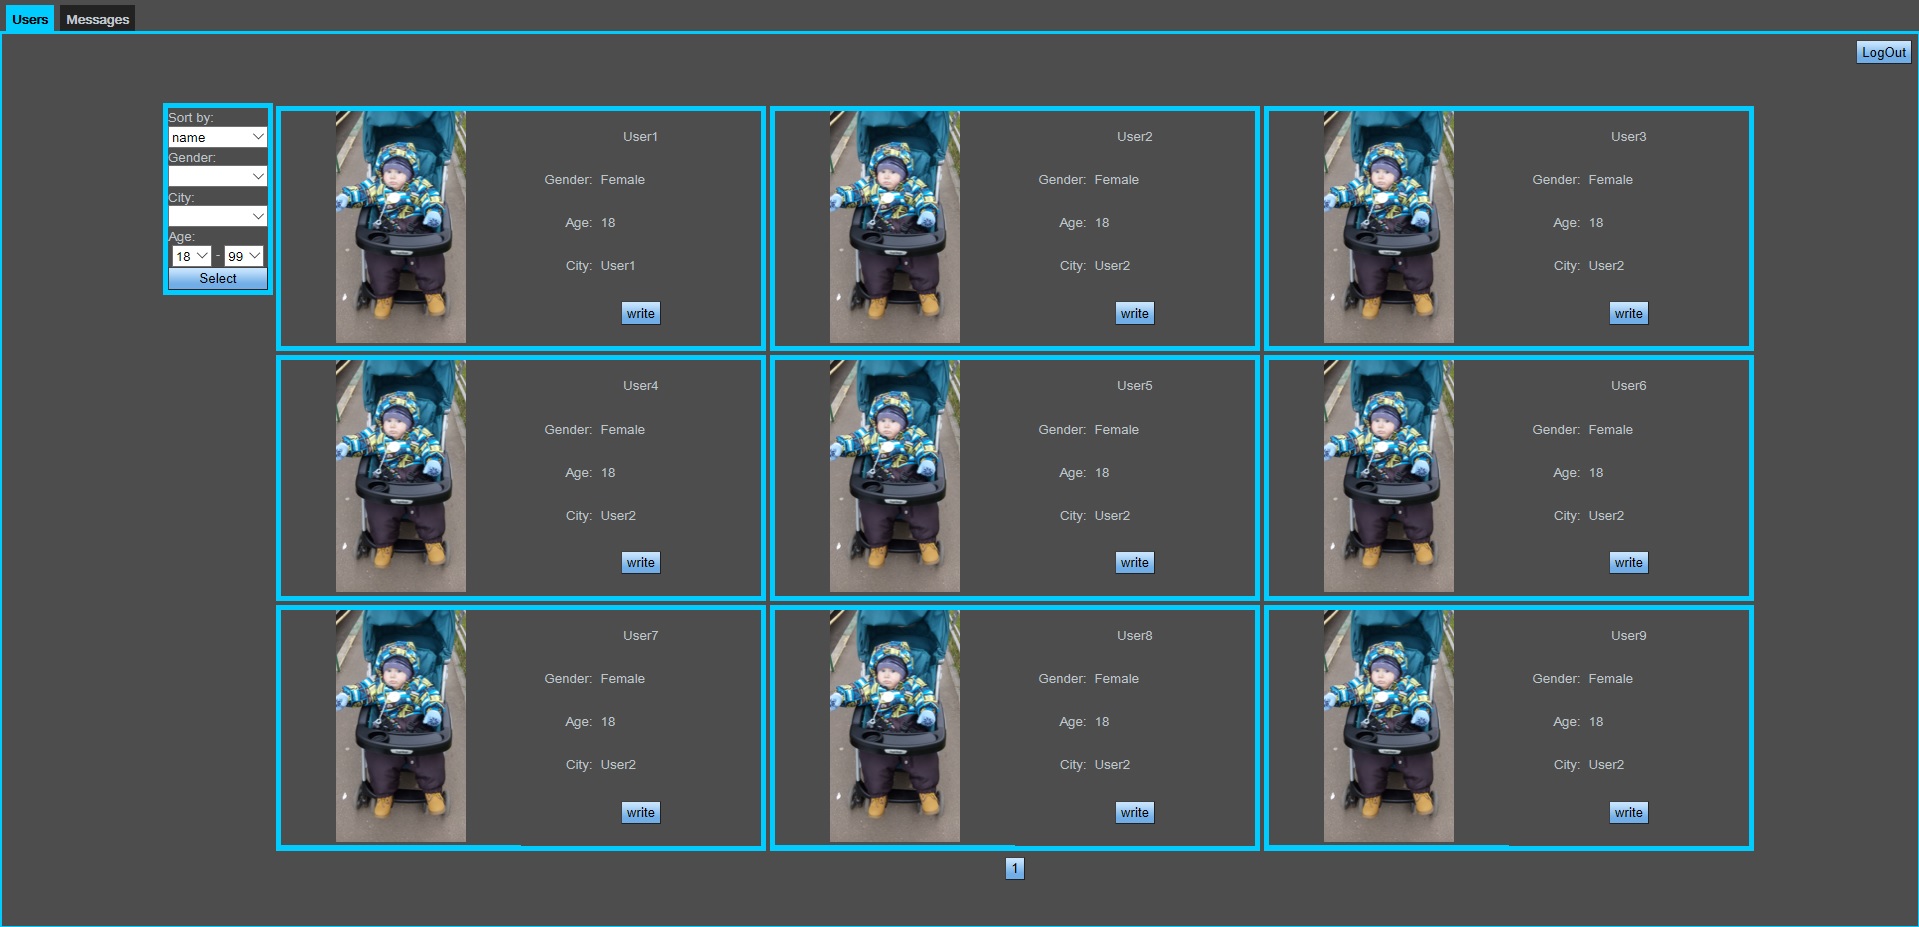 Users Messages
LogOut
Sort by:
name
Gender:
City:
Age:
18 - 99
Select
User1
Gender: Female
Age: 18
City: User1
write
User2
Gender: Female
Age: 18
City: User2
write
User3
Gender: Female
Age: 18
City: User2
write
User4
Gender: Female
Age: 18
City: User2
write
User5
Gender: Female
Age: 18
City: User2
write
User6
Gender: Female
Age: 18
City: User2
write
User7
Gender: Female
Age: 18
City: User2
write
User8
Gender: Female
Age: 18
City: User2
write
User9
Gender: Female
Age: 18
City: User2
write
1